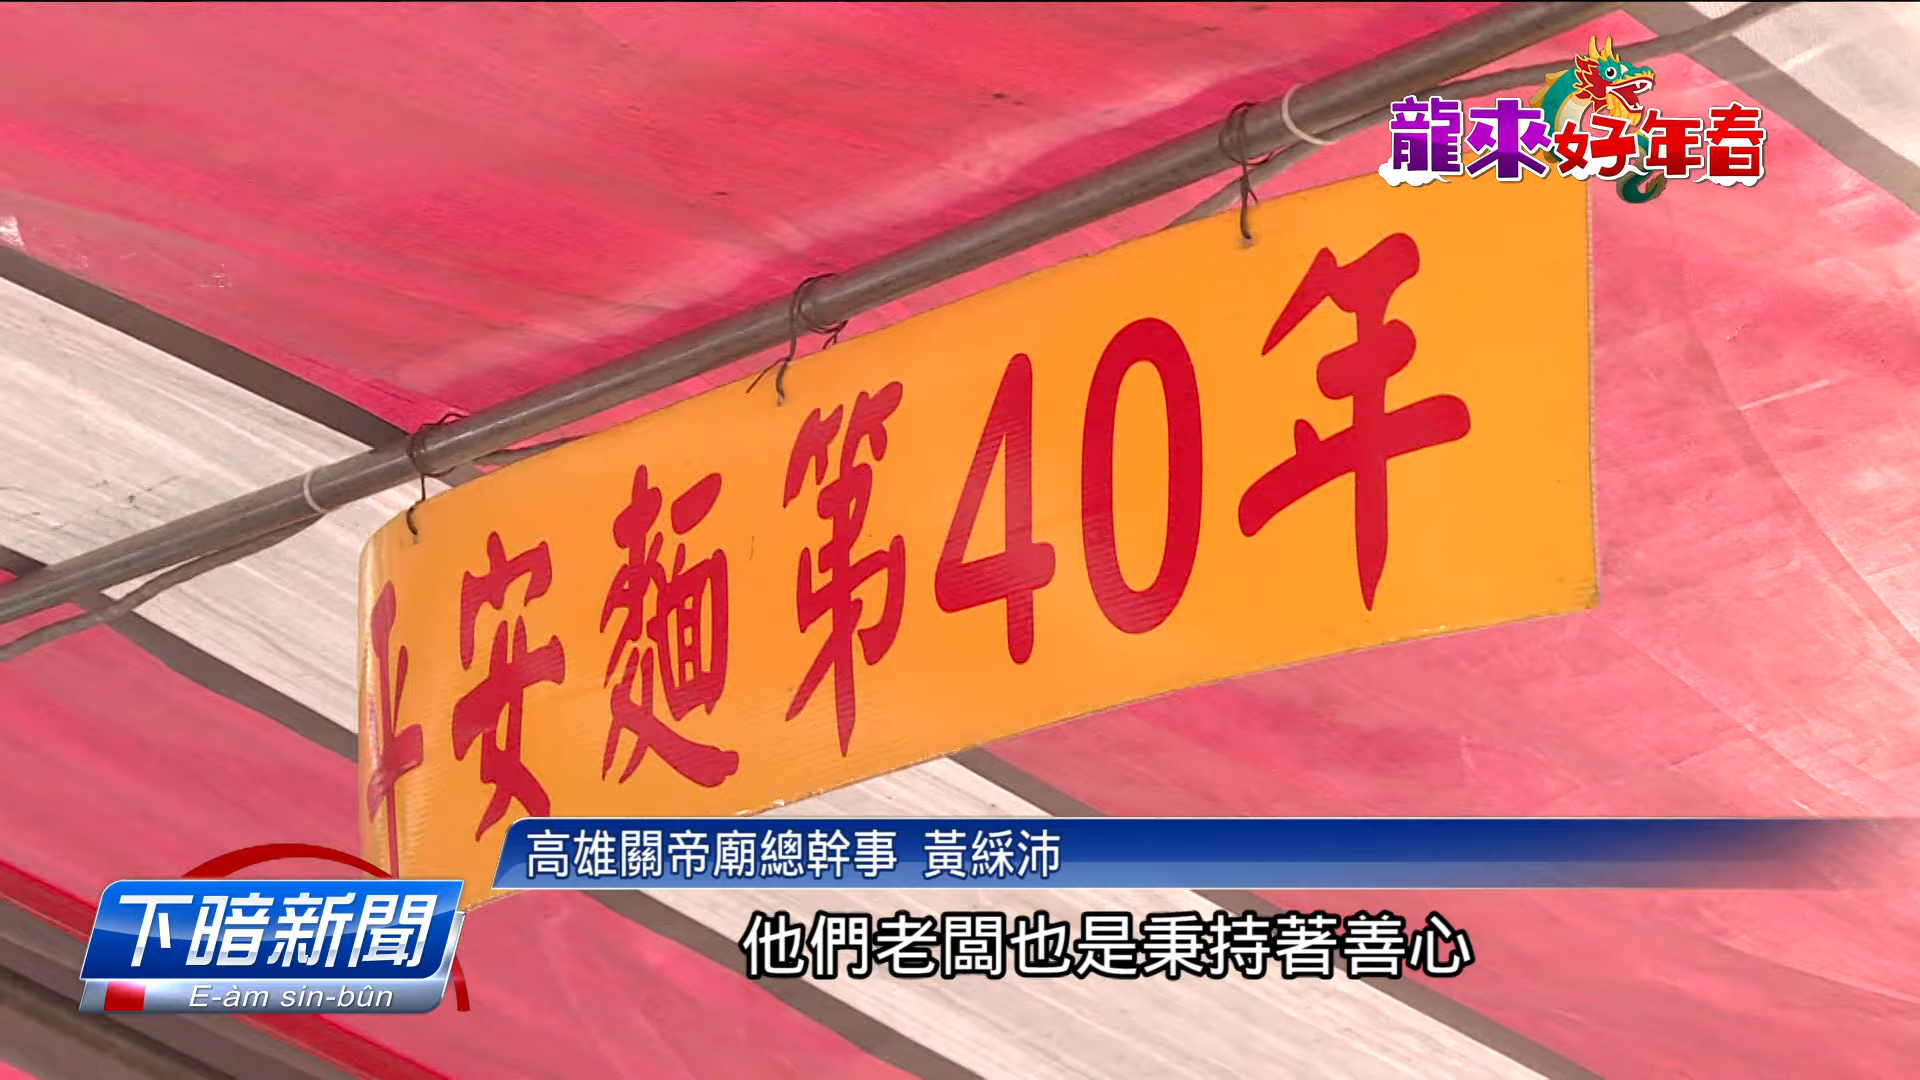 龍來好年春
平安麵第40年
高雄關帝廟總幹事 黃綵沛
他們老闆也是秉持著善心
下暗新聞
E-àm sin-bûn